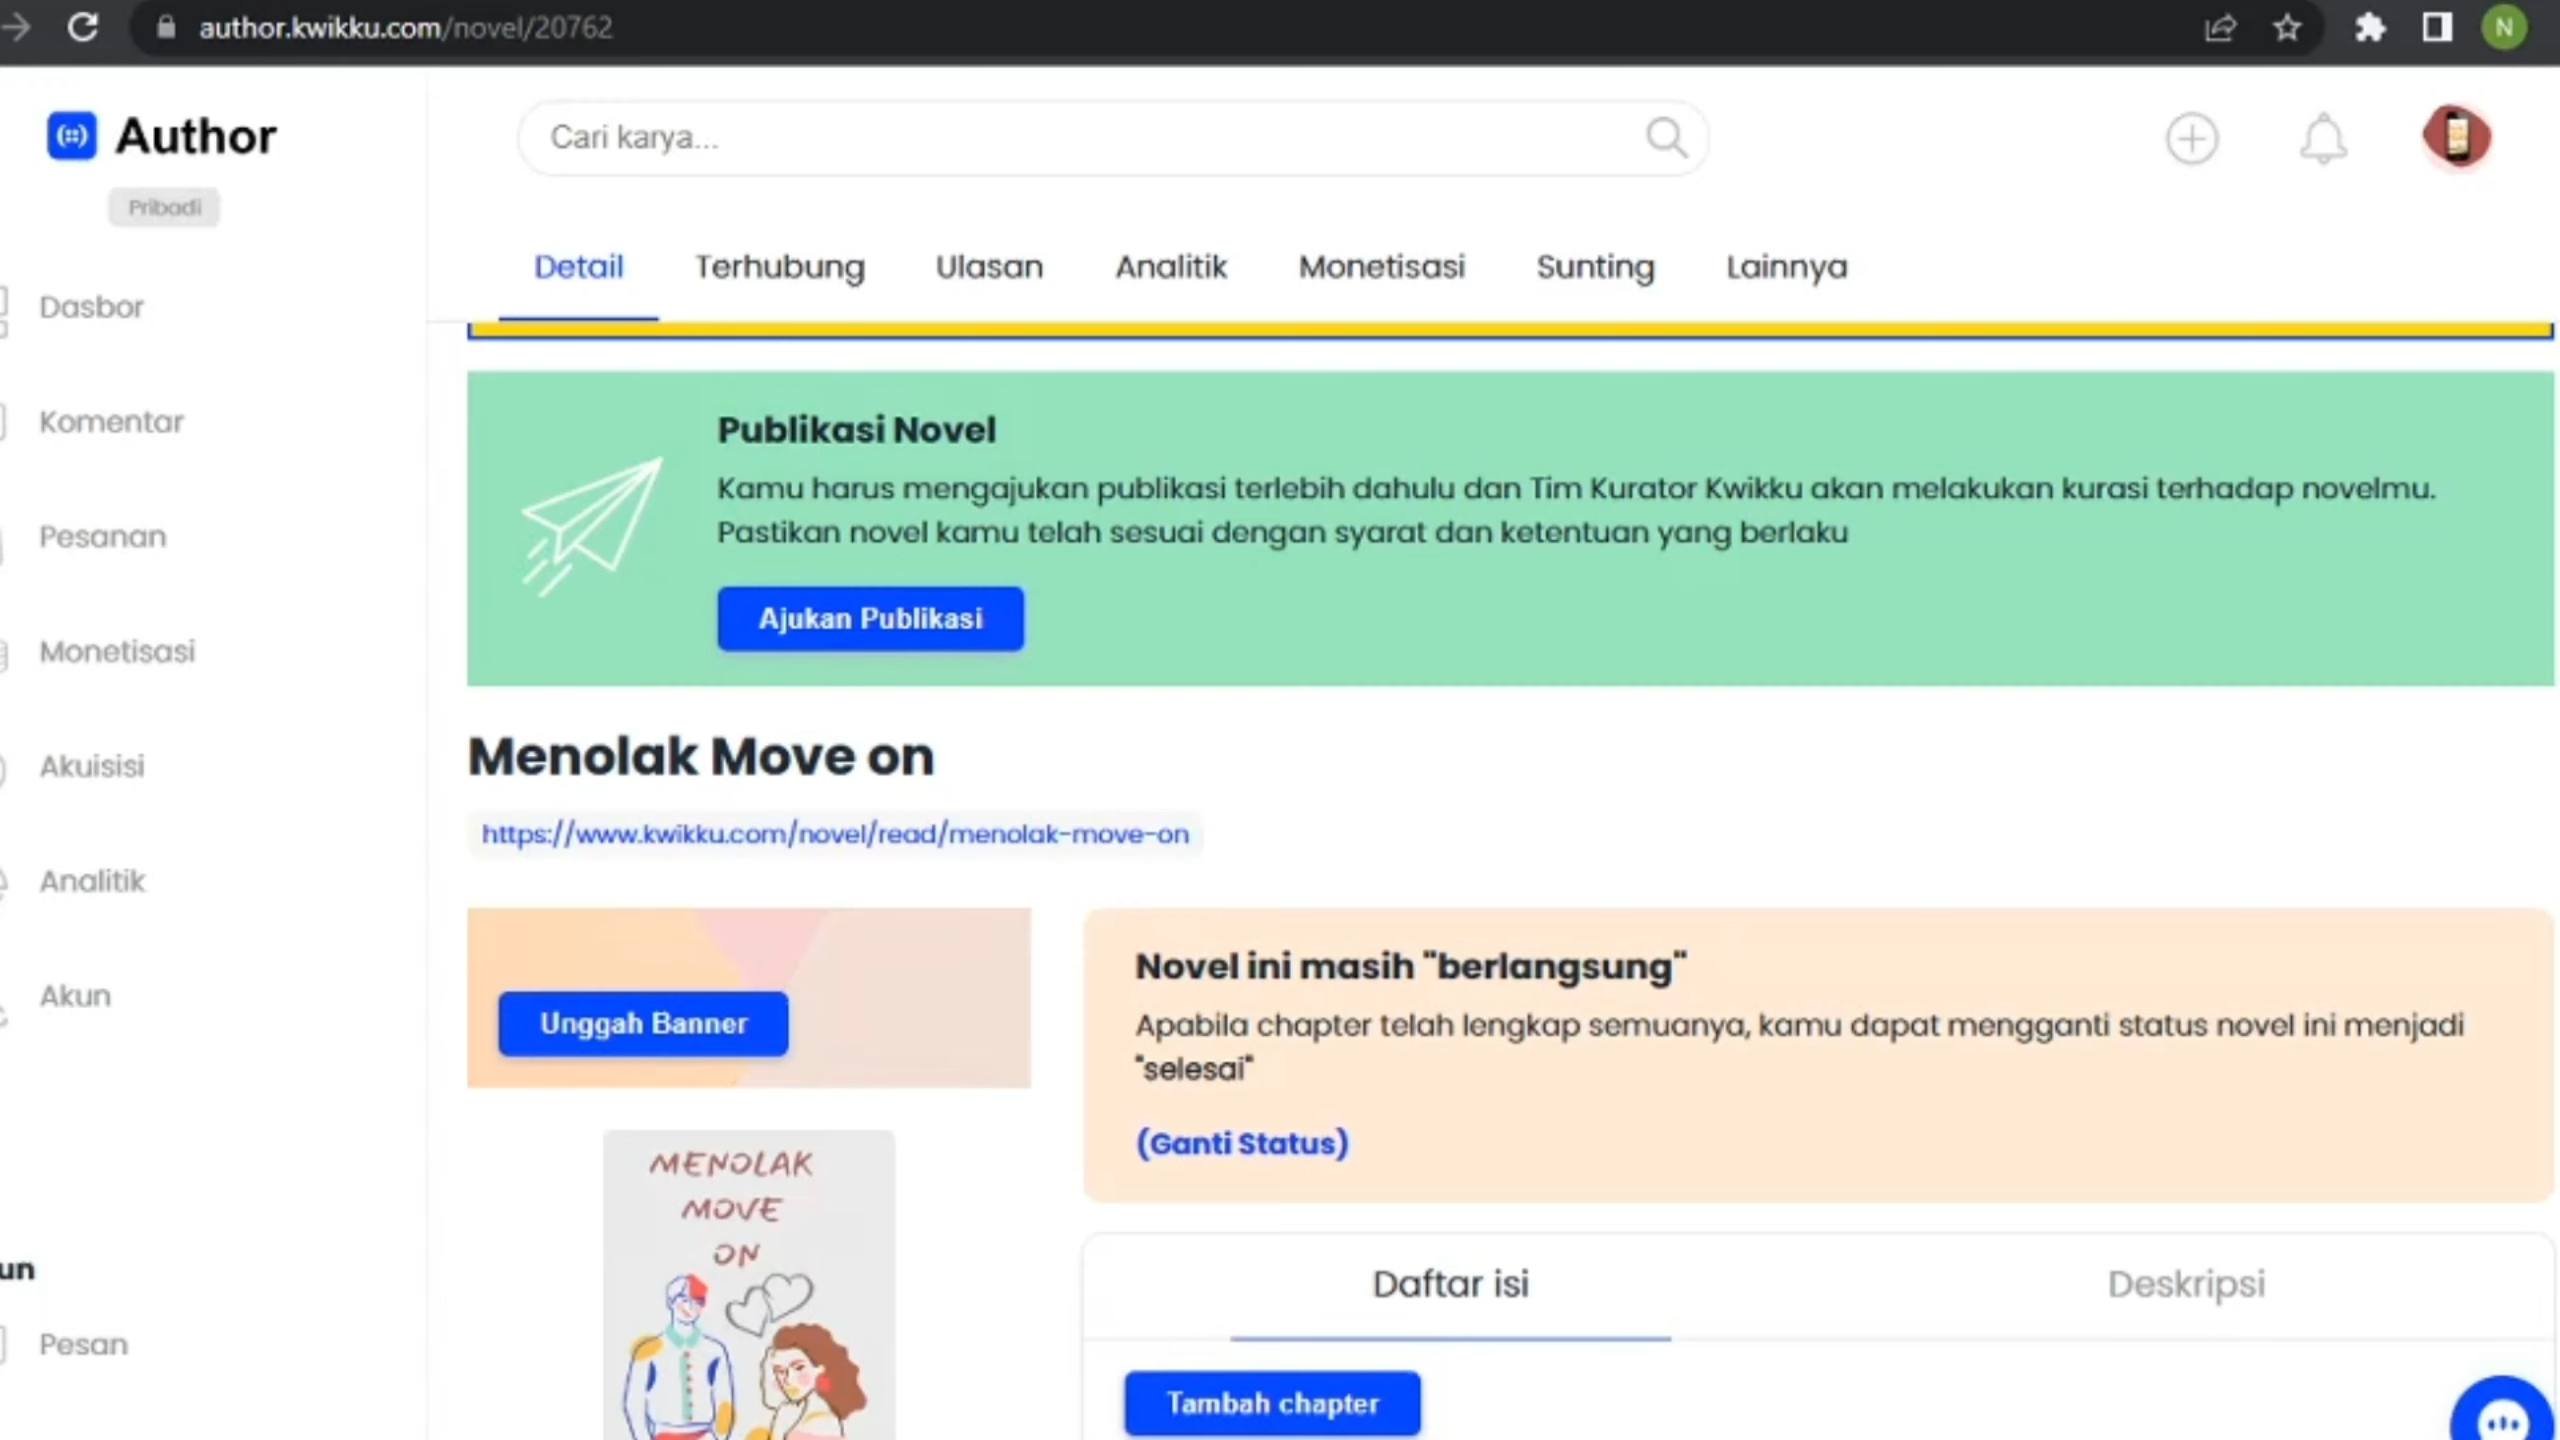 author.kwikku.com/novel/20762
N
Author
Pribadi
Cari karya...
Detail
Terhubung
Ulasan
Analitik
Monetisasi
Sunting
Lainnya
Dasbor
Komentar
Pesanan
Monetisasi
Akuisisi
Analitik
Akun
un
Pesan
Publikasi Novel
Kamu harus mengajukan publikasi terlebih dahulu dan Tim Kurator Kwikku akan melakukan kurasi terhadap novelmu.
Pastikan novel kamu telah sesuai dengan syarat dan ketentuan yang berlaku
Ajukan Publikasi
Menolak Move on
https://www.kwikku.com/novel/read/menolak-move-on
Unggah Banner
MENOLAK
MOVE
ON
Novel ini masih "berlangsung"
Apabila chapter telah lengkap semuanya, kamu dapat mengganti status novel ini menjadi
"selesai"
(Ganti Status)
Daftar isi
Deskripsi
Tambah chapter